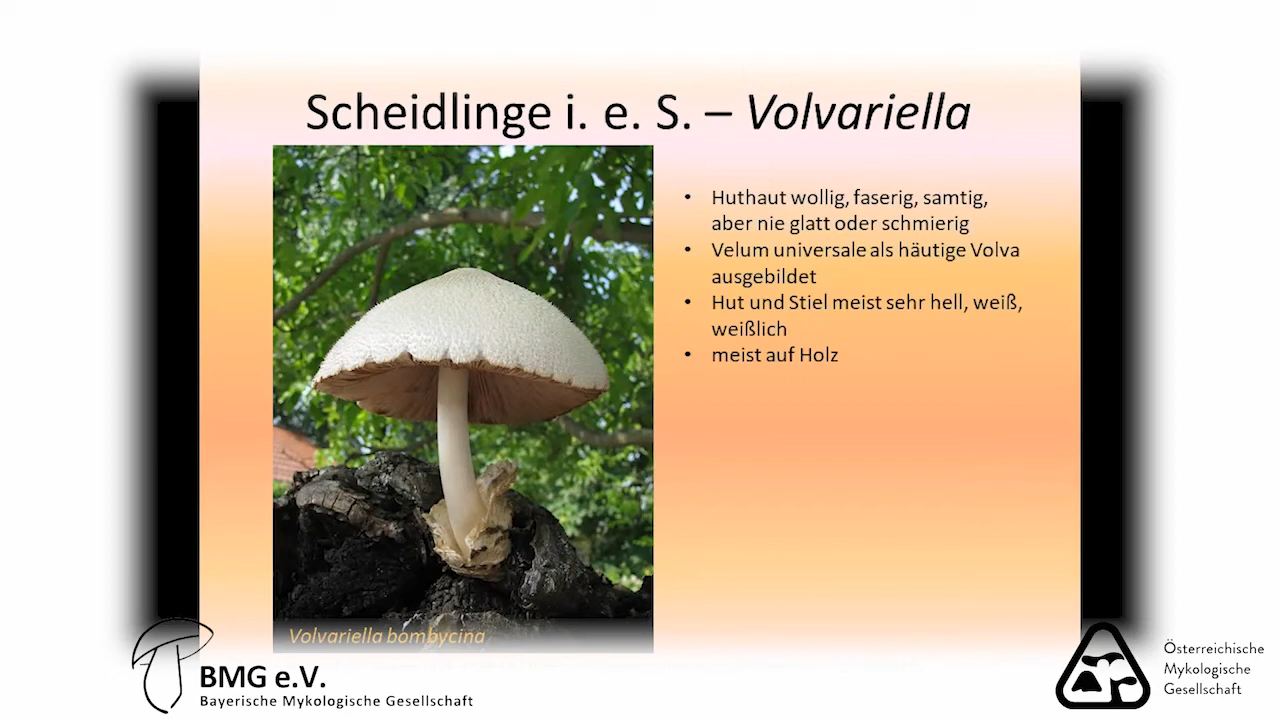 Scheidlinge i. e. S. – Volvariella
• Huthaut wollig, faserig, samtig,
aber nie glatt oder schmierig
• Velum universale als häutige Volva
ausgebildet
• Hut und Stiel meist sehr hell, weiß,
weißlich
• meist auf Holz
Volvariella bombycina
BMG e.V.
Bayerische Mykologische Gesellschaft
Österreichische
Mykologische
Gesellschaft